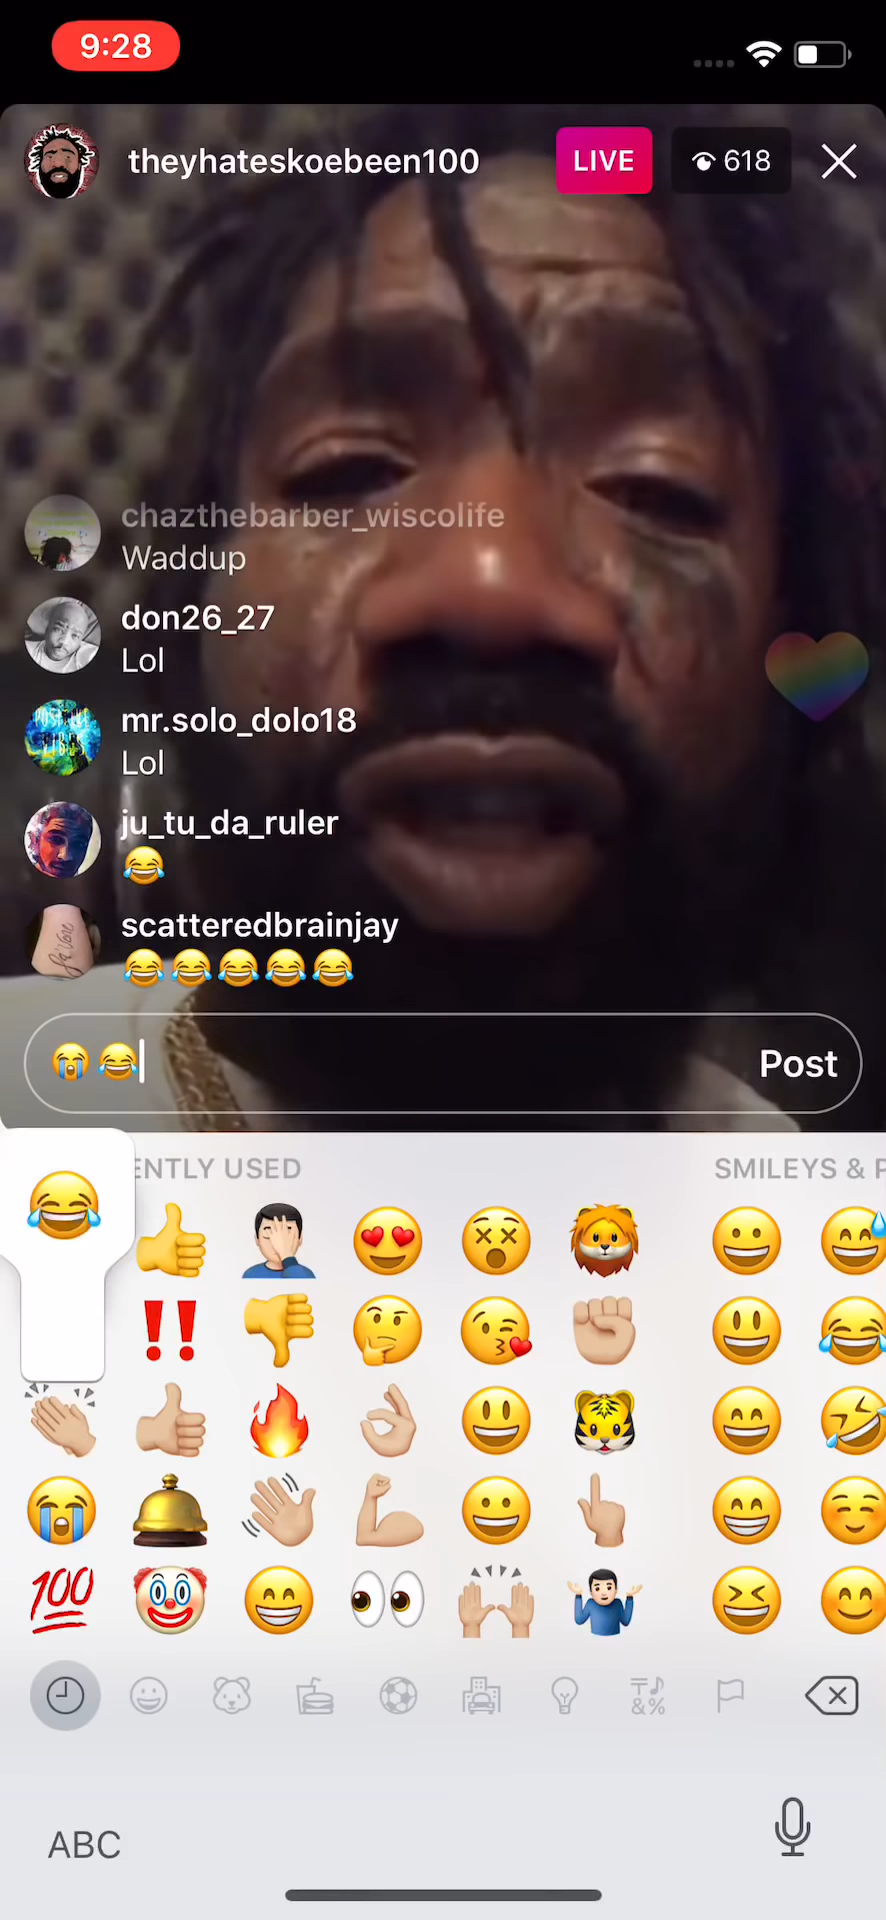 9:28
theyhateskoebeen100
LIVE
618
chazthebarber_wiscolife
Waddup
don26_27
Lol
mr.solo_dolo18
Lol
ju_tu_da_ruler
😂
scatteredbrainjay
😂😂😂😂😂
😭😂
Post
ENTLY USED
SMILEYS & P
ABC